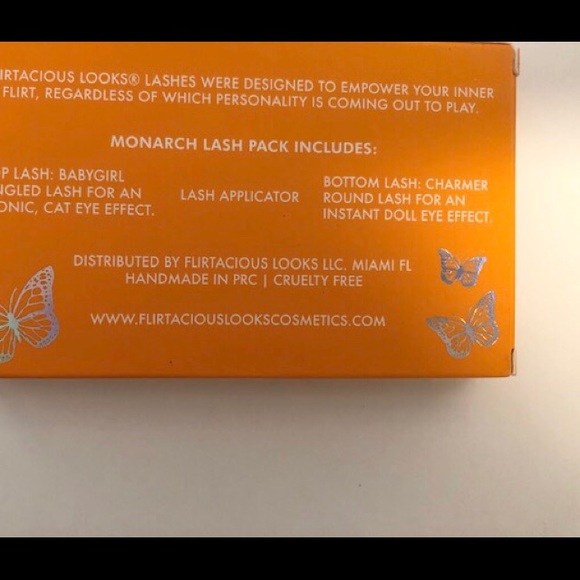 IRTACIOUS LOOKS® LASHES WERE DESIGNED TO EMPOWER YOUR INNER
FLIRT, REGARDLESS OF WHICH PERSONALITY IS COMING OUT TO PLAY.
MONARCH LASH PACK INCLUDES:
P LASH: BABYGIRL
NGLED LASH FOR AN
ONIC, CAT EYE EFFECT.
LASH APPLICATOR
BOTTOM LASH: CHARMER
ROUND LASH FOR AN
INSTANT DOLL EYE EFFECT.
DISTRIBUTED BY FLIRTACIOUS LOOKS LLC. MIAMI FL
HANDMADE IN PRC | CRUELTY FREE
WWW.FLIRTACIOUSLOOKSCOSMETICS.COM